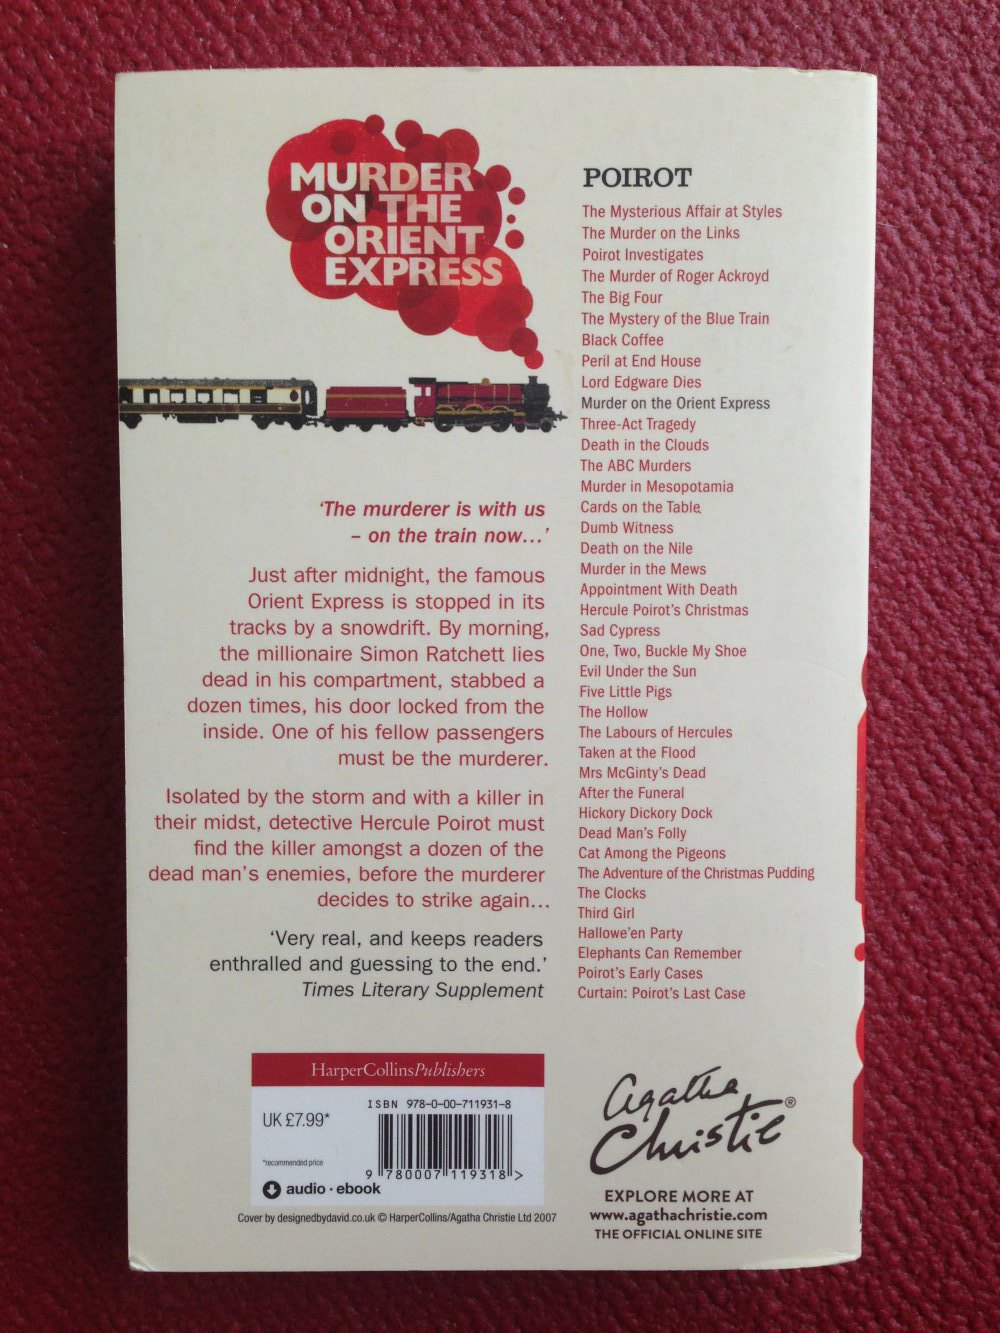 MURDER
ON THE
ORIENT
EXPRESS
‘The murderer is with us
– on the train now…’
Just after midnight, the famous
Orient Express is stopped in its
tracks by a snowdrift. By morning,
the millionaire Simon Ratchett lies
dead in his compartment, stabbed a
dozen times, his door locked from the
inside. One of his fellow passengers
must be the murderer.
Isolated by the storm and with a killer in
their midst, detective Hercule Poirot must
find the killer amongst a dozen of the
dead man’s enemies, before the murderer
decides to strike again…
‘Very real, and keeps readers
enthralled and guessing to the end.’
Times Literary Supplement
POIROT
The Mysterious Affair at Styles
The Murder on the Links
Poirot Investigates
The Murder of Roger Ackroyd
The Big Four
The Mystery of the Blue Train
Black Coffee
Peril at End House
Lord Edgware Dies
Murder on the Orient Express
Three-Act Tragedy
Death in the Clouds
The ABC Murders
Murder in Mesopotamia
Cards on the Table
Dumb Witness
Death on the Nile
Murder in the Mews
Appointment With Death
Hercule Poirot’s Christmas
Sad Cypress
One, Two, Buckle My Shoe
Evil Under the Sun
Five Little Pigs
The Hollow
The Labours of Hercules
Taken at the Flood
Mrs McGinty’s Dead
After the Funeral
Hickory Dickory Dock
Dead Man’s Folly
Cat Among the Pigeons
The Adventure of the Christmas Pudding
The Clocks
Third Girl
Hallowe’en Party
Elephants Can Remember
Poirot’s Early Cases
Curtain: Poirot’s Last Case
HarperCollinsPublishers
ISBN 978-0-00-711931-8
UK £7.99*
*recommended price
9 780007 119318 >
audio · ebook
Cover by designedbydavid.co.uk © HarperCollins/Agatha Christie Ltd 2007
Agatha
Christie®
EXPLORE MORE AT
www.agathachristie.com
THE OFFICIAL ONLINE SITE